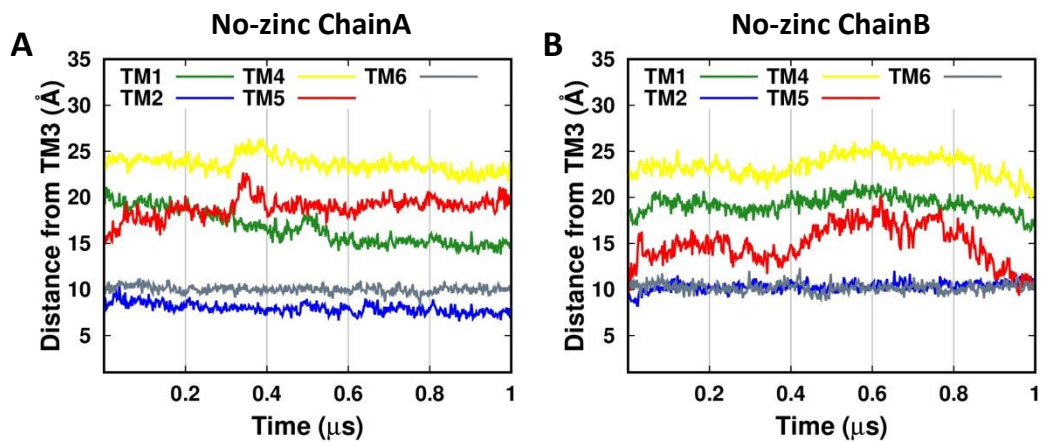 No-zinc ChainA
A
Distance from TM3 (Å)
35
30
25
20
15
10
5
TM1 TM4 TM6
TM2 TM5
0.2 0.4 0.6 0.8 1
Time (μs)
No-zinc ChainB
B
Distance from TM3 (Å)
35
30
25
20
15
10
5
TM1 TM4 TM6
TM2 TM5
0.2 0.4 0.6 0.8 1
Time (μs)